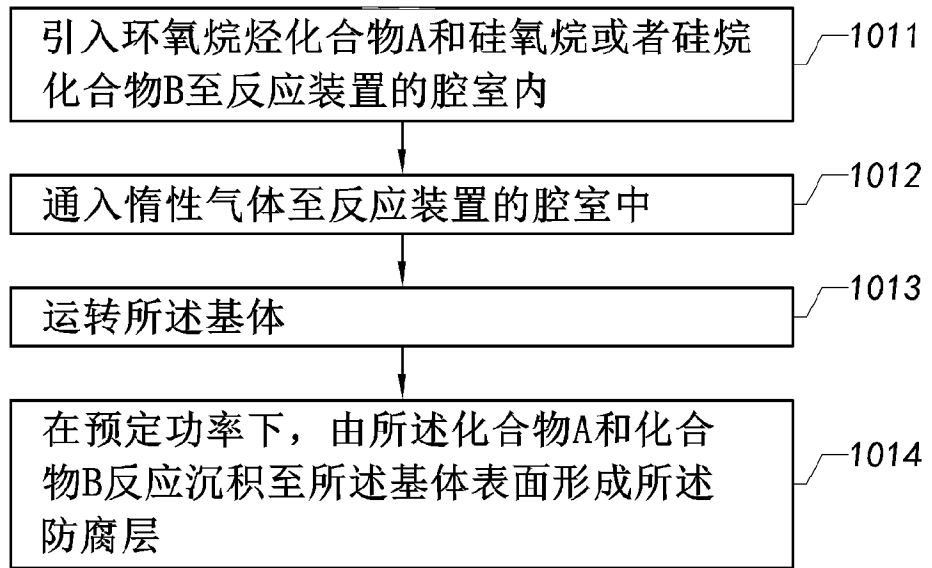 引入环氧烷烃化合物A和硅氧烷或者硅烷
1011
化合物B至反应装置的腔室内
通入惰性气体至反应装置的腔室中
1012
运转所述基体
1013
在预定功率下，由所述化合物A和化合
物B反应沉积至所述基体表面形成所述
1014
防腐层